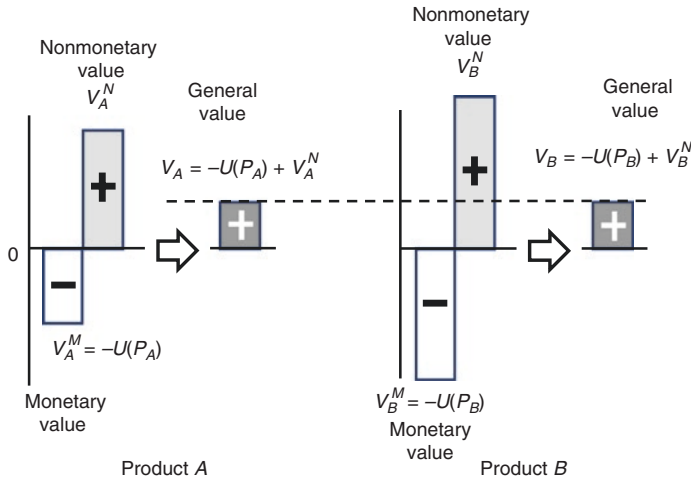 Nonmonetary
value
V_A^N
General
value
V_A = –U(P_A) + V_A^N
0
V_A^M = –U(P_A)
Monetary
value
Product A
Nonmonetary
value
V_B^N
General
value
V_B = –U(P_B) + V_B^N
V_B^M = –U(P_B)
Monetary
value
Product B